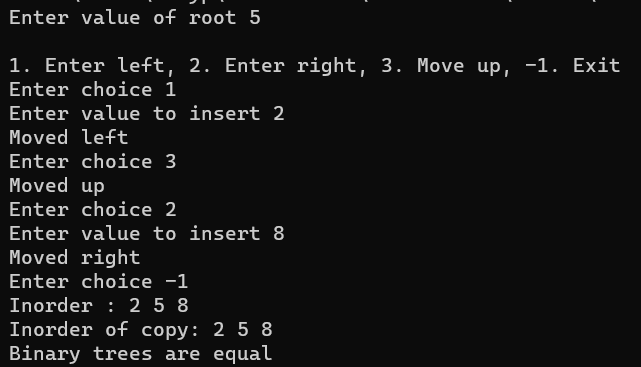 Enter value of root 5
1. Enter left, 2. Enter right, 3. Move up, -1. Exit
Enter choice 1
Enter value to insert 2
Moved left
Enter choice 3
Moved up
Enter choice 2
Enter value to insert 8
Moved right
Enter choice -1
Inorder : 2 5 8
Inorder of copy: 2 5 8
Binary trees are equal